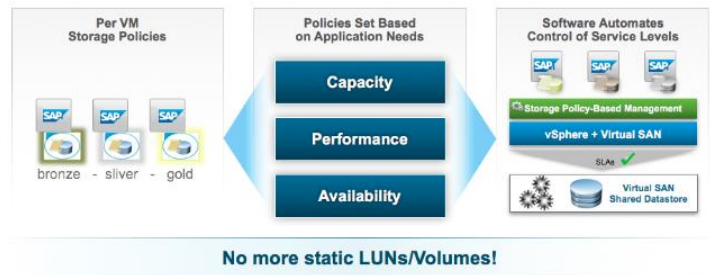 Per VM
Storage Policies
SAP
SAP
SAP
bronze - sliver - gold
Policies Set Based
on Application Needs
Capacity
Performance
Availability
Software Automates
Control of Service Levels
SAP
SAP
SAP
Storage Policy-Based Management
vSphere + Virtual SAN
SLAs
Virtual SAN
Shared Datastore
No more static LUNs/Volumes!